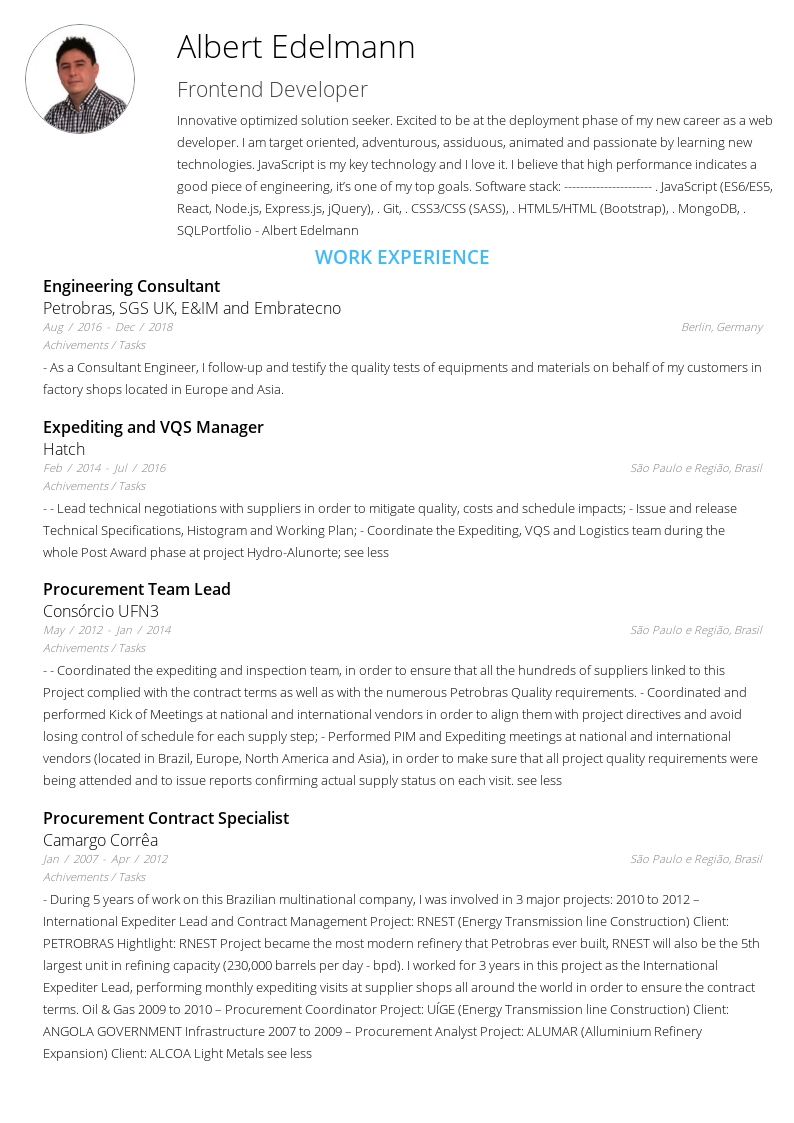 Albert Edelmann
Frontend Developer
Innovative optimized solution seeker. Excited to be at the deployment phase of my new career as a web
developer. I am target oriented, adventurous, assiduous, animated and passionate by learning new
technologies. JavaScript is my key technology and I love it. I believe that high performance indicates a
good piece of engineering, it’s one of my top goals. Software stack: ---------------------- . JavaScript (ES6/ES5,
React, Node.js, Express.js, jQuery), . Git, . CSS3/CSS (SASS), . HTML5/HTML (Bootstrap), . MongoDB, .
SQLPortfolio - Albert Edelmann
WORK EXPERIENCE
Engineering Consultant
Petrobras, SGS UK, E&IM and Embratecno
Aug / 2016 - Dec / 2018 Berlin, Germany
Achivements / Tasks
- As a Consultant Engineer, I follow-up and testify the quality tests of equipments and materials on behalf of my customers in
factory shops located in Europe and Asia.
Expediting and VQS Manager
Hatch
Feb / 2014 - Jul / 2016 São Paulo e Região, Brasil
Achivements / Tasks
- - Lead technical negotiations with suppliers in order to mitigate quality, costs and schedule impacts; - Issue and release
Technical Specifications, Histogram and Working Plan; - Coordinate the Expediting, VQS and Logistics team during the
whole Post Award phase at project Hydro-Alunorte; see less
Procurement Team Lead
Consórcio UFN3
May / 2012 - Jan / 2014 São Paulo e Região, Brasil
Achivements / Tasks
- - Coordinated the expediting and inspection team, in order to ensure that all the hundreds of suppliers linked to this
Project complied with the contract terms as well as with the numerous Petrobras Quality requirements. - Coordinated and
performed Kick of Meetings at national and international vendors in order to align them with project directives and avoid
losing control of schedule for each supply step; - Performed PIM and Expediting meetings at national and international
vendors (located in Brazil, Europe, North America and Asia), in order to make sure that all project quality requirements were
being attended and to issue reports confirming actual supply status on each visit. see less
Procurement Contract Specialist
Camargo Corrêa
Jan / 2007 - Apr / 2012 São Paulo e Região, Brasil
Achivements / Tasks
- During 5 years of work on this Brazilian multinational company, I was involved in 3 major projects: 2010 to 2012 –
International Expediter Lead and Contract Management Project: RNEST (Energy Transmission line Construction) Client:
PETROBRAS Hightlight: RNEST Project became the most modern refinery that Petrobras ever built, RNEST will also be the 5th
largest unit in refining capacity (230,000 barrels per day - bpd). I worked for 3 years in this project as the International
Expediter Lead, performing monthly expediting visits at supplier shops all around the world in order to ensure the contract
terms. Oil & Gas 2009 to 2010 – Procurement Coordinator Project: UÍGE (Energy Transmission line Construction) Client:
ANGOLA GOVERNMENT Infrastructure 2007 to 2009 – Procurement Analyst Project: ALUMAR (Alluminium Refinery
Expansion) Client: ALCOA Light Metals see less